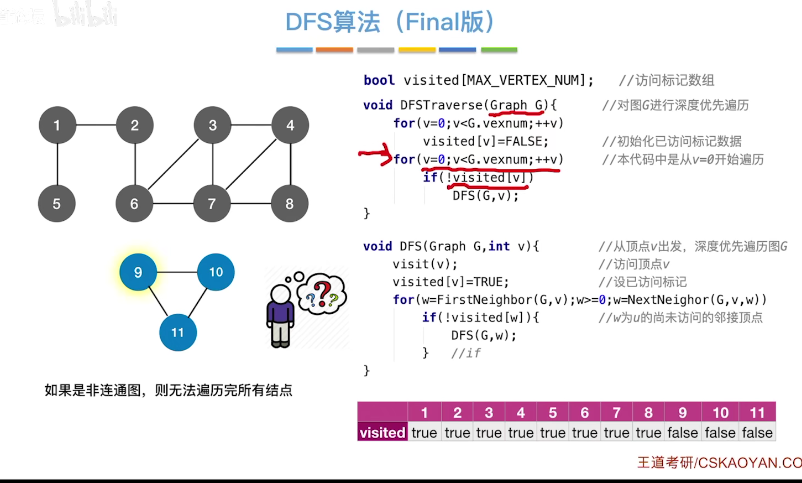 bilibili
DFS算法（Final版）
bool visited[MAX_VERTEX_NUM];   //访问标记数组
void DFSTraverse(Graph G){      //对图G进行深度优先遍历
for(v=0;v<G.vexnum;++v)
visited[v]=FALSE;       //初始化已访问标记数据
for(v=0;v<G.vexnum;++v)     //本代码中是从v=0开始遍历
if(!visited[v])
DFS(G,v);
}
void DFS(Graph G,int v){        //从顶点v出发，深度优先遍历图G
visit(v);                   //访问顶点v
visited[v]=TRUE;            //设已访问标记
for(w=FirstNeighbor(G,v);w>=0;w=NextNeighor(G,v,w))
if(!visited[w]){        //w为u的尚未访问的邻接顶点
DFS(G,w);
}   //if
}
1 2 3 4
5 6 7 8
9 10
11
? ? ?
如果是非连通图，则无法遍历完所有结点
1 2 3 4 5 6 7 8 9 10 11
visited true true true true true true true true false false false
王道考研/CSKAOYAN.CO